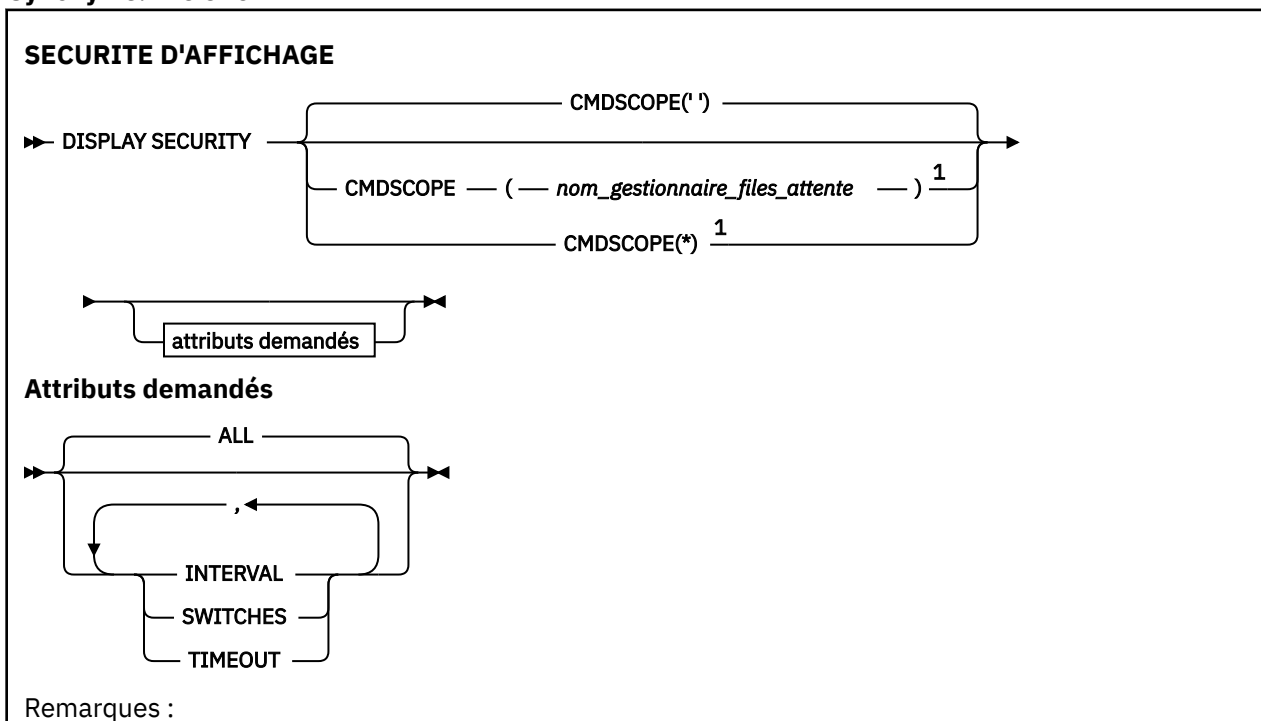 SECURITE D'AFFICHAGE
CMDSCOPE(' ')
DISPLAY SECURITY
CMDSCOPE ( nom_gestionnaire_files_attente ) 1
CMDSCOPE(*) 1
attributs demandés
Attributs demandés
ALL
,
INTERVAL
SWITCHES
TIMEOUT
Remarques :